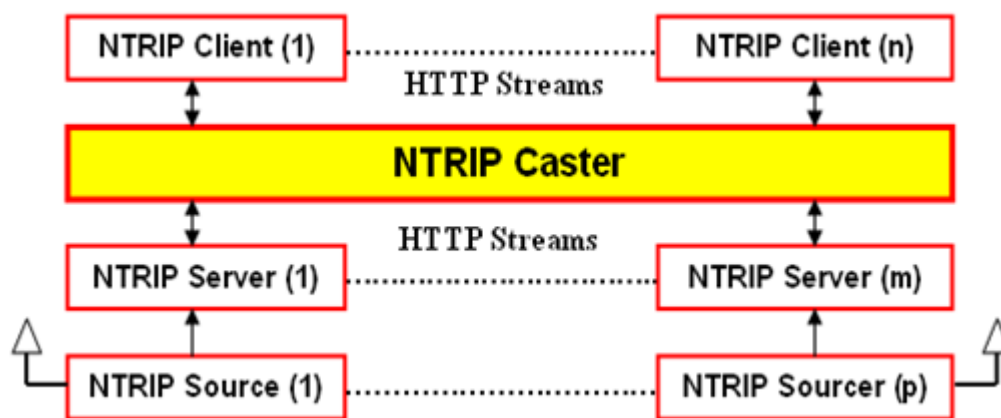 NTRIP Client (1)
NTRIP Client (n)
HTTP Streams
NTRIP Caster
HTTP Streams
NTRIP Server (1)
NTRIP Server (m)
NTRIP Source (1)
NTRIP Sourcer (p)